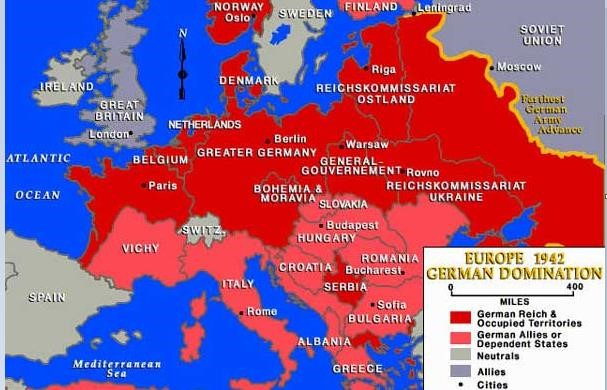 NORWAY
Oslo
SWEDEN
FINLAND
Leningrad
SOVIET
UNION
N
IRELAND
DENMARK
Riga
Moscow
REICHSKOMMISSARIAT
OSTLAND
GREAT
BRITAIN
Farthest
German
Army
Advance
NETHERLANDS
London
Berlin
Warsaw
ATLANTIC
OCEAN
BELGIUM
GREATER GERMANY
GENERAL-
GOUVERNEMENT
Rovno
Paris
BOHEMIA &
MORAVIA
REICHSKOMMISSARIAT
UKRAINE
SLOVAKIA
SWITZ.
Budapest
HUNGARY
VICHY
CROATIA
ROMANIA
Bucharest
ITALY
SERBIA
SPAIN
Rome
Sofia
BULGARIA
ALBANIA
GREECE
Mediterranean
Sea
EUROPE 1942
GERMAN DOMINATION
0 400
MILES
German Reich &
Occupied Territories
German Allies or
Dependent States
Neutrals
Allies
Cities